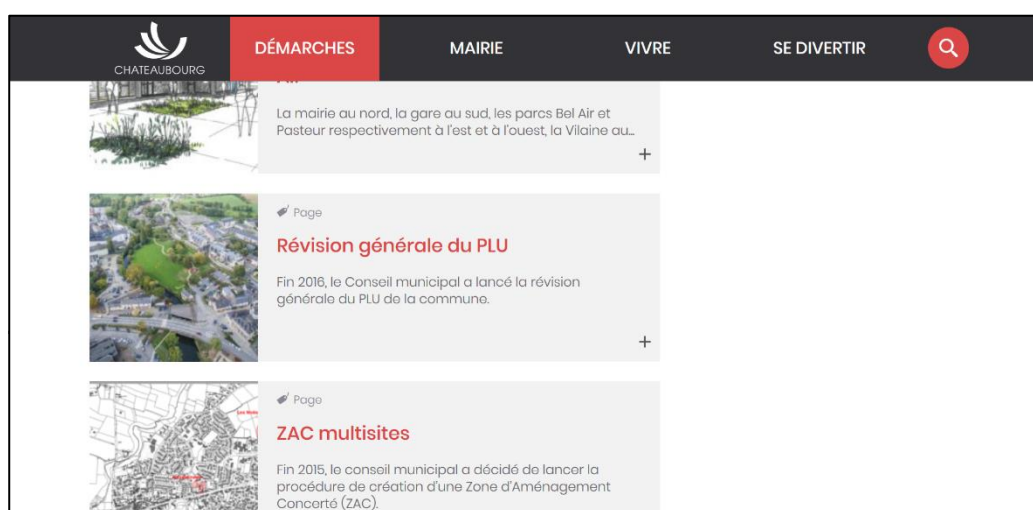 CHATEAUBOURG
DÉMARCHES
MAIRIE
VIVRE
SE DIVERTIR
La mairie au nord, la gare au sud, les parcs Bel Air et
Pasteur respectivement à l'est et à l'ouest, la Vilaine au...
+
Page
Révision générale du PLU
Fin 2016, le Conseil municipal a lancé la révision
générale du PLU de la commune.
+
Page
ZAC multisites
Fin 2015, le conseil municipal a décidé de lancer la
procédure de création d'une Zone d'Aménagement
Concerté (ZAC).